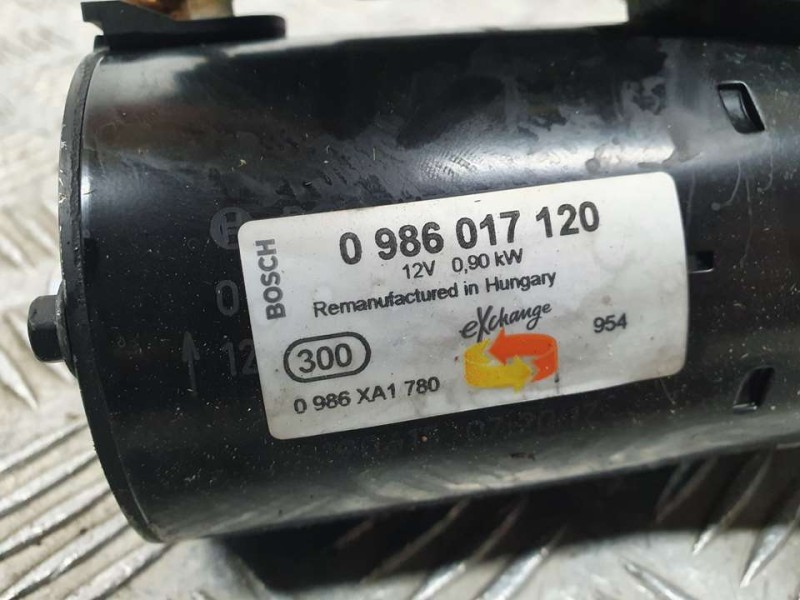 BOSCH
0 986 017 120
12V 0,90 kW
Remanufactured in Hungary
eXchange
954
300
0 986 XA1 780